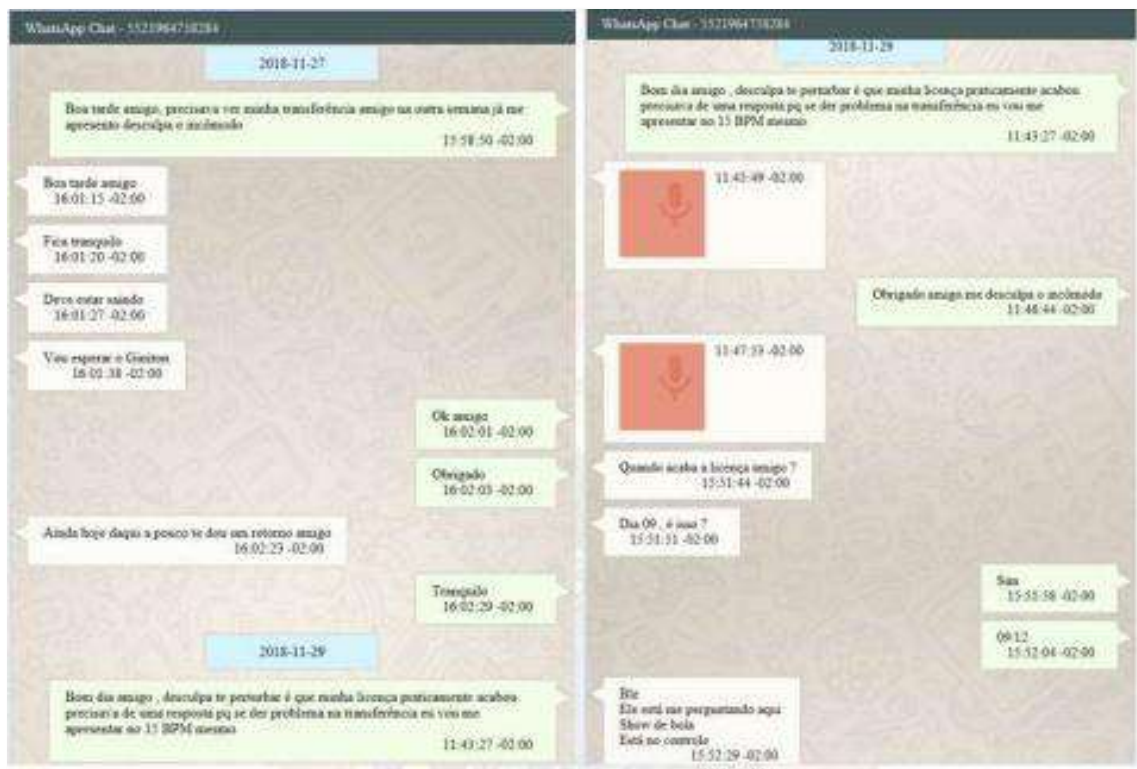 WhatsApp Chat -
2018-11-27
Boa tarde amigo, precisava ver minha transferência amigo na outra semana já me
apresento desculpa o incômodo
15:58:50 -02:00
Boa tarde amigo
16:01:15 -02:00
Fica tranquilo
16:01:20 -02:00
Deve estar saindo
16:01:27 -02:00
Vou esperar o
16:01:38 -02:00
Ok amigo
16:02:01 -02:00
Obrigado
16:02:03 -02:00
Ainda hoje daqui a pouco te dou um retorno amigo
16:02:23 -02:00
Tranquilo
16:02:29 -02:00
2018-11-29
Bom dia amigo , desculpa te perturbar é que minha licença praticamente acabou
precisava de uma resposta pq se der problema na transferência eu vou me
apresentar no 15 BPM mesmo
11:43:27 -02:00
WhatsApp Chat -
2018-11-29
Bom dia amigo , desculpa te perturbar é que minha licença praticamente acabou
precisava de uma resposta pq se der problema na transferência eu vou me
apresentar no 15 BPM mesmo
11:43:27 -02:00
11:43:49 -02:00
Obrigado amigo me desculpa o incômodo
11:46:44 -02:00
11:47:33 -02:00
Quando acaba a licença amigo ?
15:51:44 -02:00
Dia 09 , é isso ?
15:51:51 -02:00
15:51:58 -02:00
09/12
15:52:04 -02:00
Ele está me perguntando aqui
Show de bola
Está no controle
15:52:29 -02:00